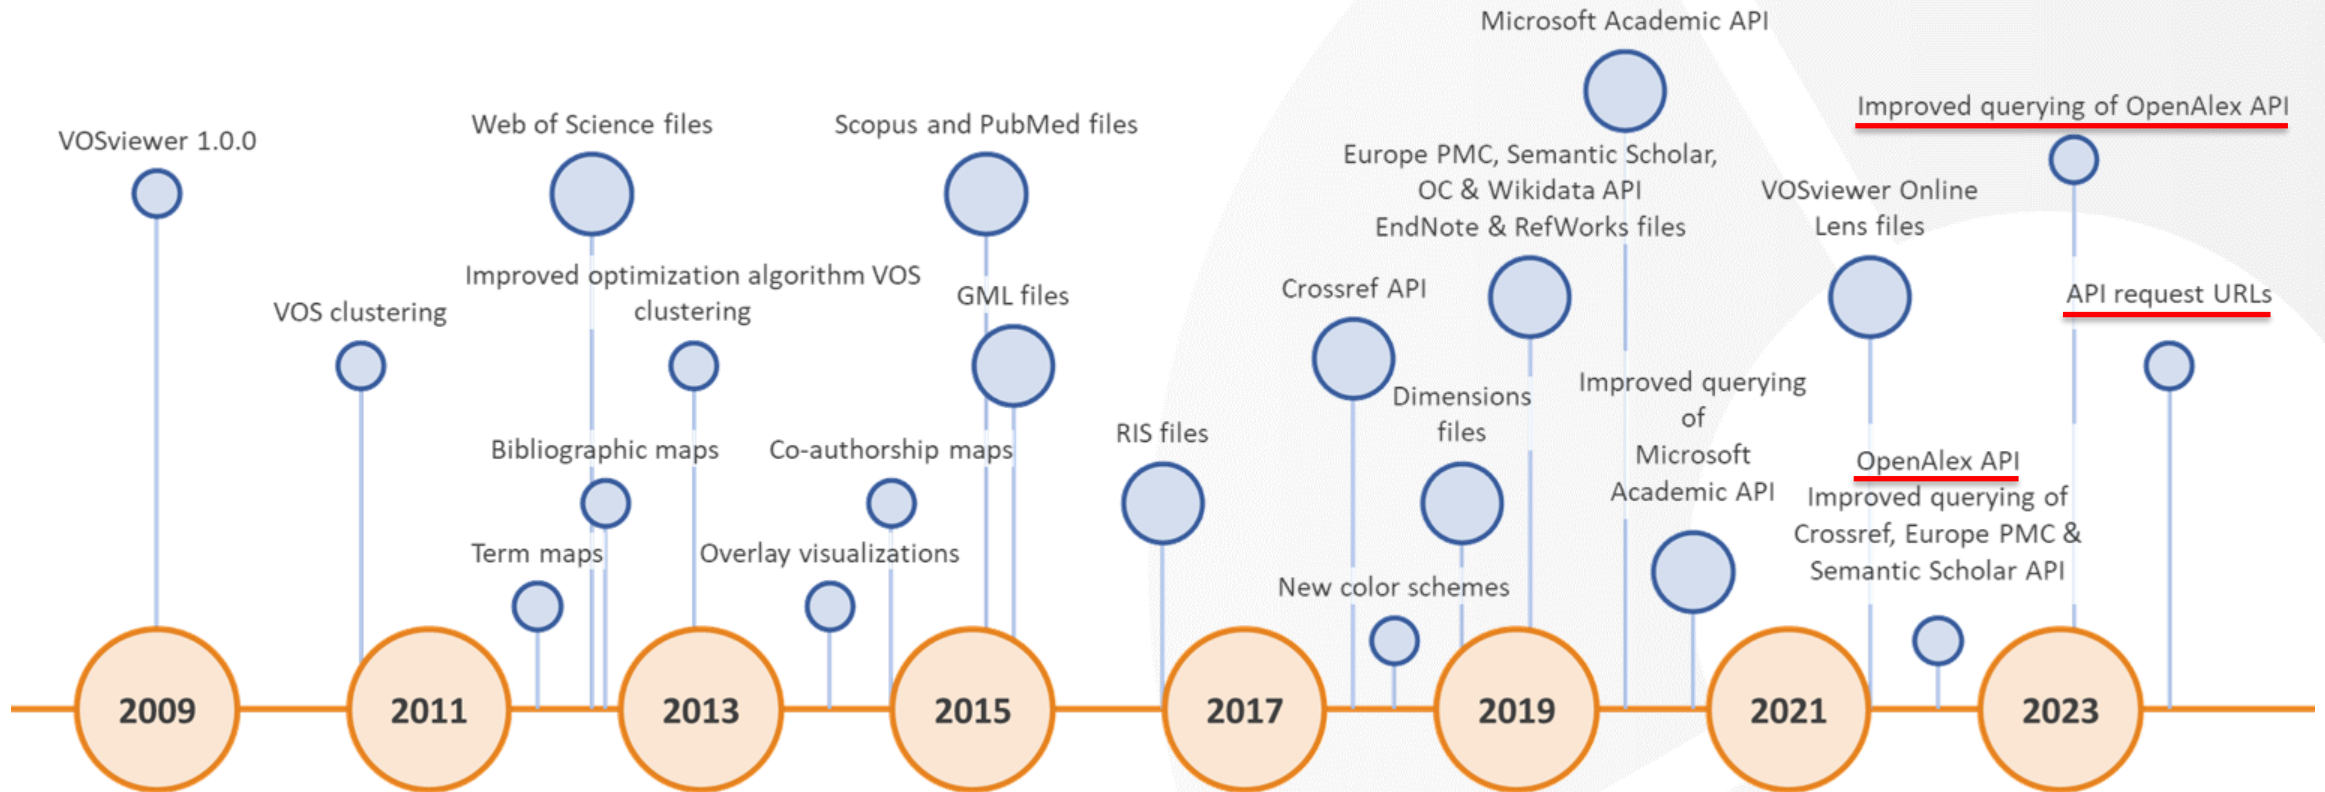 VOSviewer 1.0.0
VOS clustering
Web of Science files
Improved optimization algorithm VOS
clustering
Bibliographic maps
Term maps
Scopus and PubMed files
GML files
Co-authorship maps
Overlay visualizations
RIS files
Microsoft Academic API
Europe PMC, Semantic Scholar,
OC & Wikidata API
EndNote & RefWorks files
Crossref API
Dimensions
files
New color schemes
Improved querying
of
Microsoft
Academic API
VOSviewer Online
Lens files
OpenAlex API
Improved querying of
Crossref, Europe PMC &
Semantic Scholar API
Improved querying of OpenAlex API
API request URLs
2009
2011
2013
2015
2017
2019
2021
2023